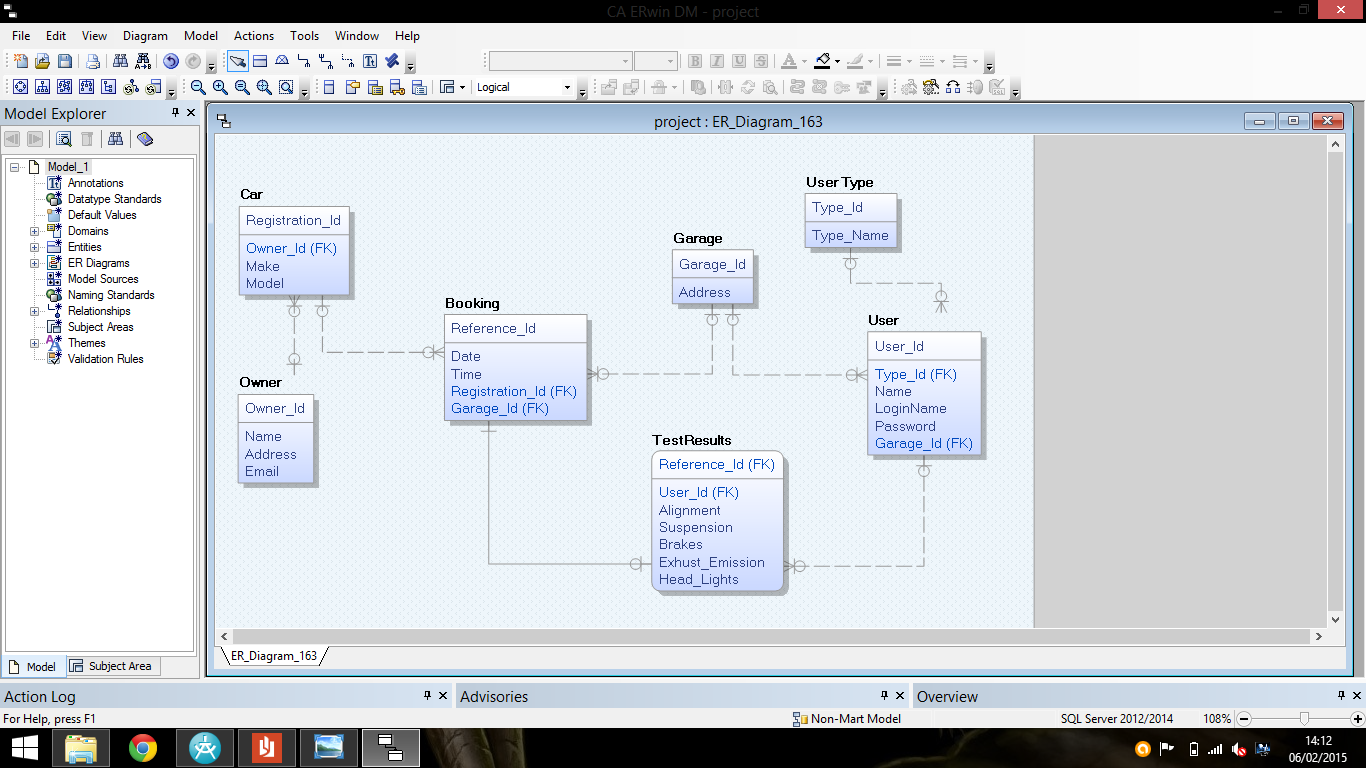 CA ERwin DM - project
File Edit View Diagram Model Actions Tools Window Help
Logical
Model Explorer
Model_1
Annotations
Datatype Standards
Default Values
Domains
Entities
ER Diagrams
Model Sources
Naming Standards
Relationships
Subject Areas
Themes
Validation Rules
Model Subject Area
project : ER_Diagram_163
Car
Registration_Id
Owner_Id (FK)
Make
Model
Owner
Owner_Id
Name
Address
Email
Booking
Reference_Id
Date
Time
Registration_Id (FK)
Garage_Id (FK)
Garage
Garage_Id
Address
UserType
Type_Id
Type_Name
User
User_Id
Type_Id (FK)
Name
LoginName
Password
Garage_Id (FK)
TestResults
Reference_Id (FK)
User_Id (FK)
Alignment
Suspension
Brakes
Exhust_Emission
Head_Lights
ER_Diagram_163
Action Log Advisories Overview
For Help, press F1 Non-Mart Model SQL Server 2012/2014 108%
14:12
06/02/2015